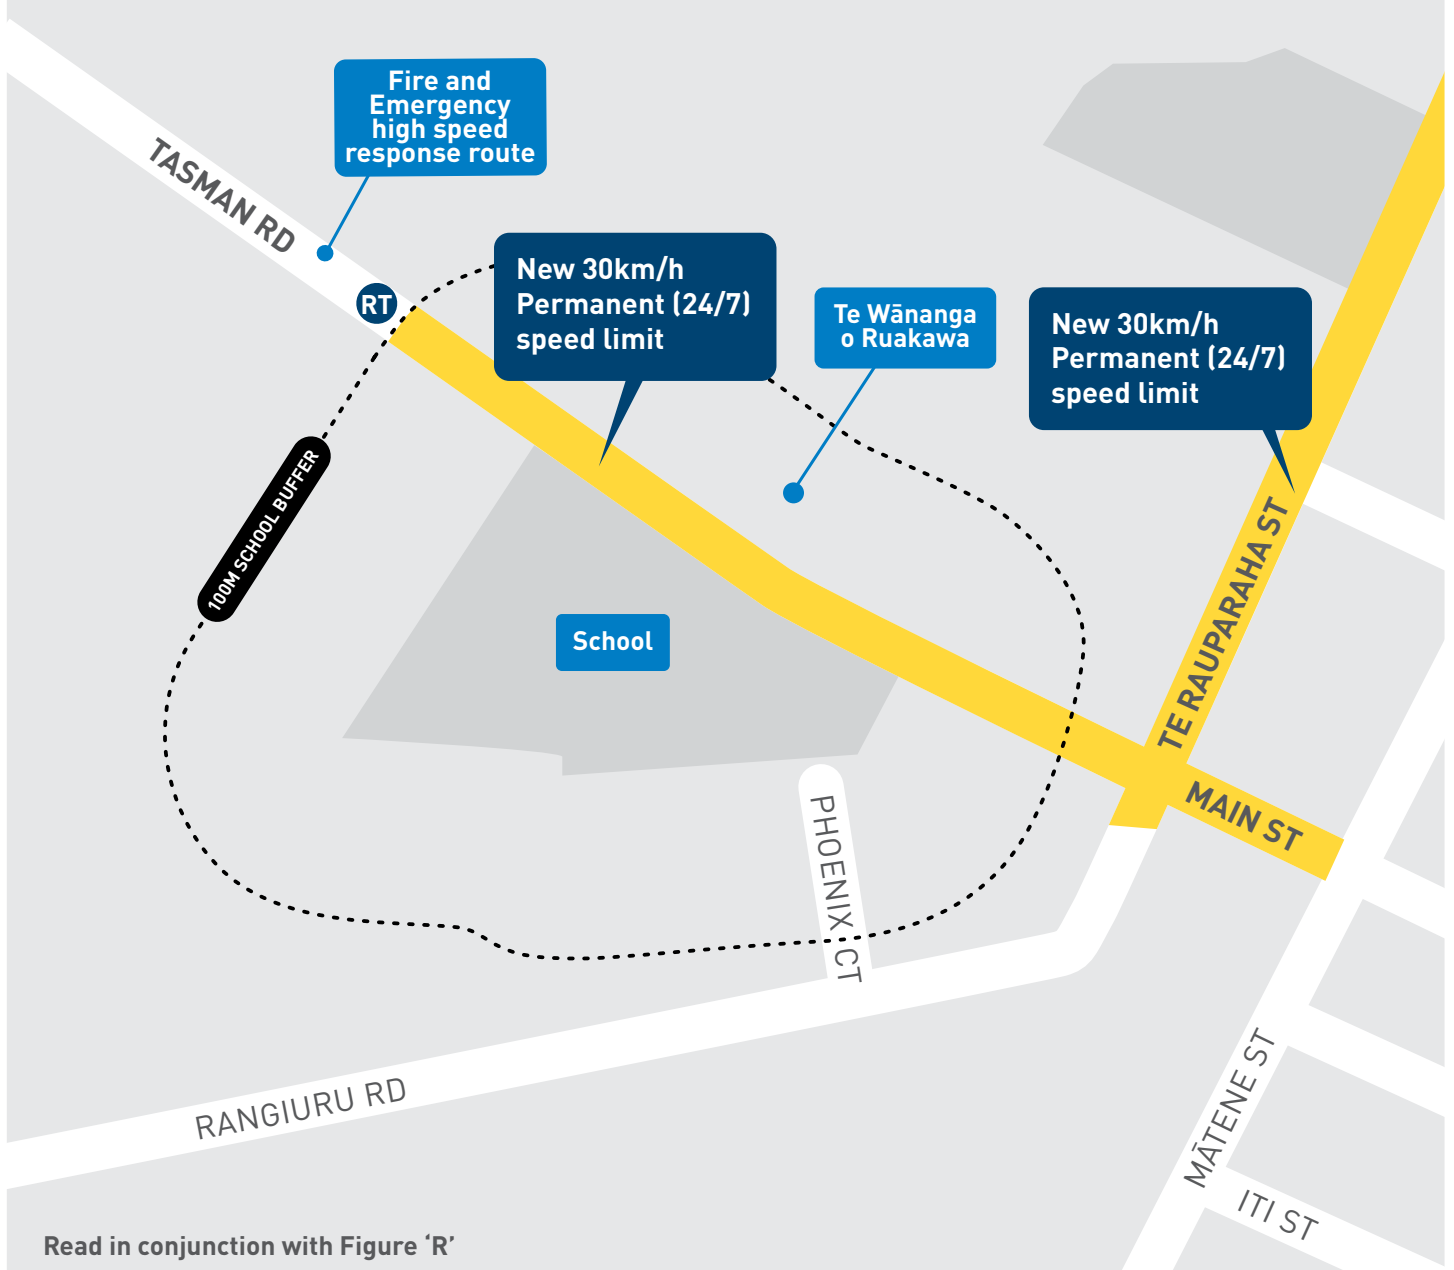 Fire and
Emergency
high speed
response route
TASMAN RD
RT
New 30km/h
Permanent (24/7)
speed limit
Te Wānanga
o Ruakawa
New 30km/h
Permanent (24/7)
speed limit
100M SCHOOL BUFFER
School
TE RAUPARAHA ST
MAIN ST
PHOENIX CT
RANGIURU RD
MĀTENE ST
ITI ST
Read in conjunction with Figure ‘R’